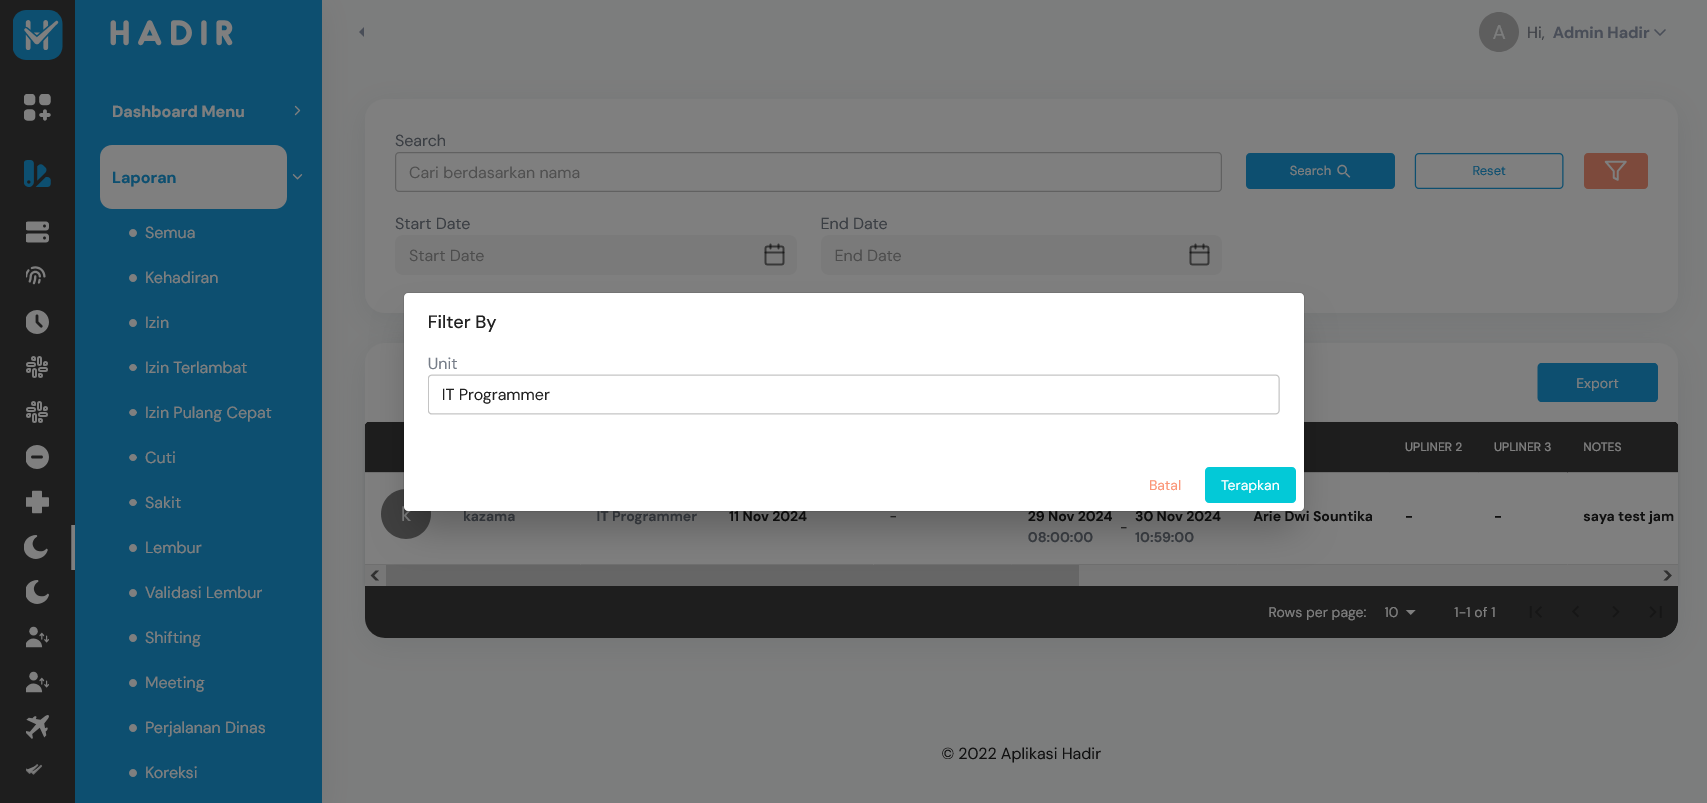 HADIR
Hi, Admin Hadir
A
Dashboard Menu
Laporan
Semua
Kehadiran
Izin
Izin Terlambat
Izin Pulang Cepat
Cuti
Sakit
Lembur
Validasi Lembur
Shifting
Meeting
Perjalanan Dinas
Koreksi
Search
Cari berdasarkan nama
Search
Reset
Start Date
End Date
Start Date
End Date
Filter By
Unit
IT Programmer
Batal
Terapkan
Export
UPLINER 2
UPLINER 3
NOTES
k
kazama
IT Programmer
11 Nov 2024
-
29 Nov 2024
08:00:00
-
30 Nov 2024
10:59:00
Arie Dwi Sountika
-
-
saya test jam
Rows per page: 10
1-1 of 1
© 2022 Aplikasi Hadir